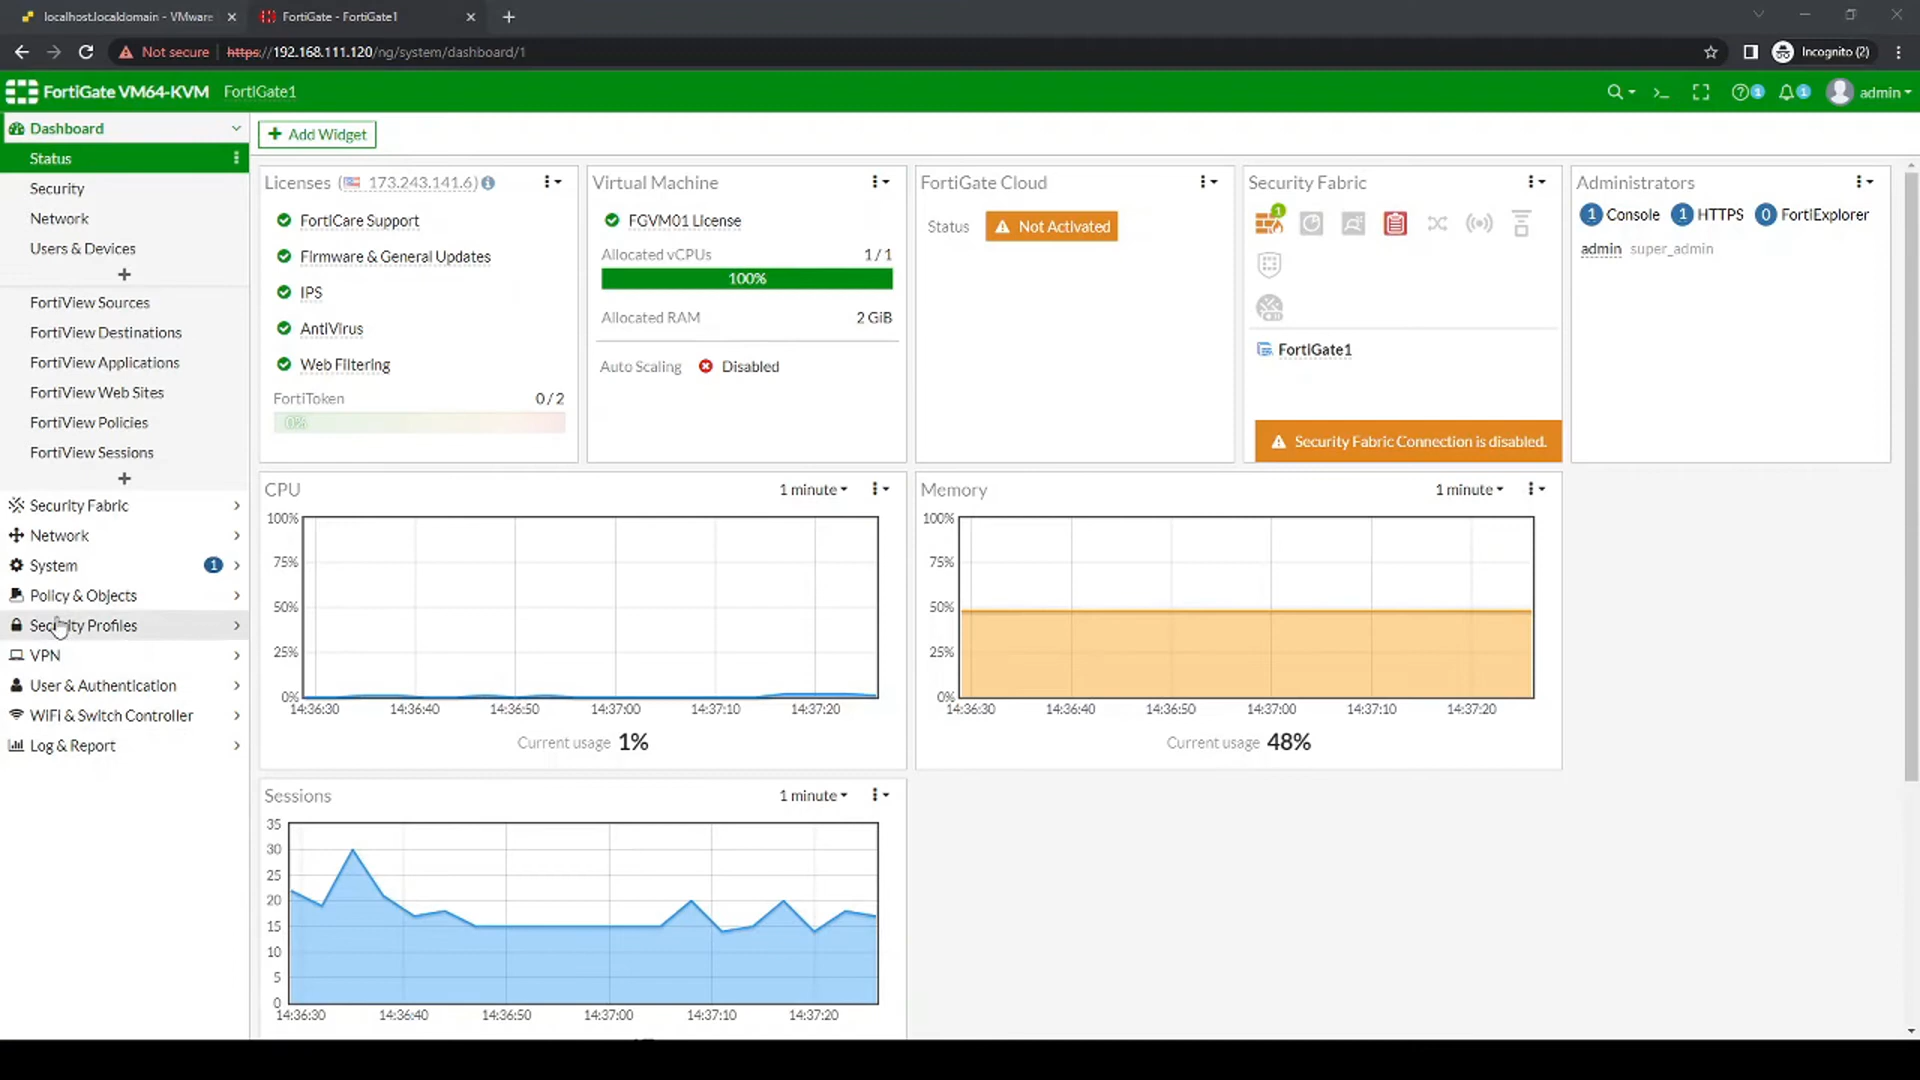 localhost.localdomain - VMware
FortiGate - FortiGate1
Not secure
https://192.168.111.120/ng/system/dashboard/1
Incognito (2)
FortiGate VM64-KVM
FortiGate1
1
1
admin
Dashboard
Status
Security
Network
Users & Devices
FortiView Sources
FortiView Destinations
FortiView Applications
FortiView Web Sites
FortiView Policies
FortiView Sessions
Security Fabric
Network
System
1
Policy & Objects
Security Profiles
VPN
User & Authentication
WiFi & Switch Controller
Log & Report
Add Widget
Licenses (173.243.141.6)
FortiCare Support
Firmware & General Updates
IPS
AntiVirus
Web Filtering
FortiToken 0 / 2
0%
Virtual Machine
FGVM01 License
Allocated vCPUs 1 / 1
100%
Allocated RAM 2 GiB
Auto Scaling Disabled
FortiGate Cloud
Status Not Activated
Security Fabric
1
FortiGate1
Security Fabric Connection is disabled.
Administrators
1 Console 1 HTTPS 0 FortiExplorer
admin super_admin
CPU
1 minute
100%
75%
50%
25%
0%
14:36:30 14:36:40 14:36:50 14:37:00 14:37:10 14:37:20
Current usage 1%
Memory
1 minute
100%
75%
50%
25%
0%
14:36:30 14:36:40 14:36:50 14:37:00 14:37:10 14:37:20
Current usage 48%
Sessions
1 minute
35
30
25
20
15
10
5
0
14:36:30 14:36:40 14:36:50 14:37:00 14:37:10 14:37:20